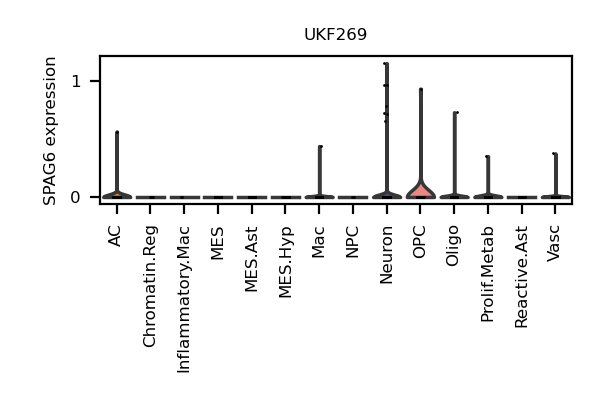 UKF269
SPAG6 expression
1
0
AC
Chromatin.Reg
Inflammatory.Mac
MES
MES.Ast
MES.Hyp
Mac
NPC
Neuron
OPC
Oligo
Prolif.Metab
Reactive.Ast
Vasc